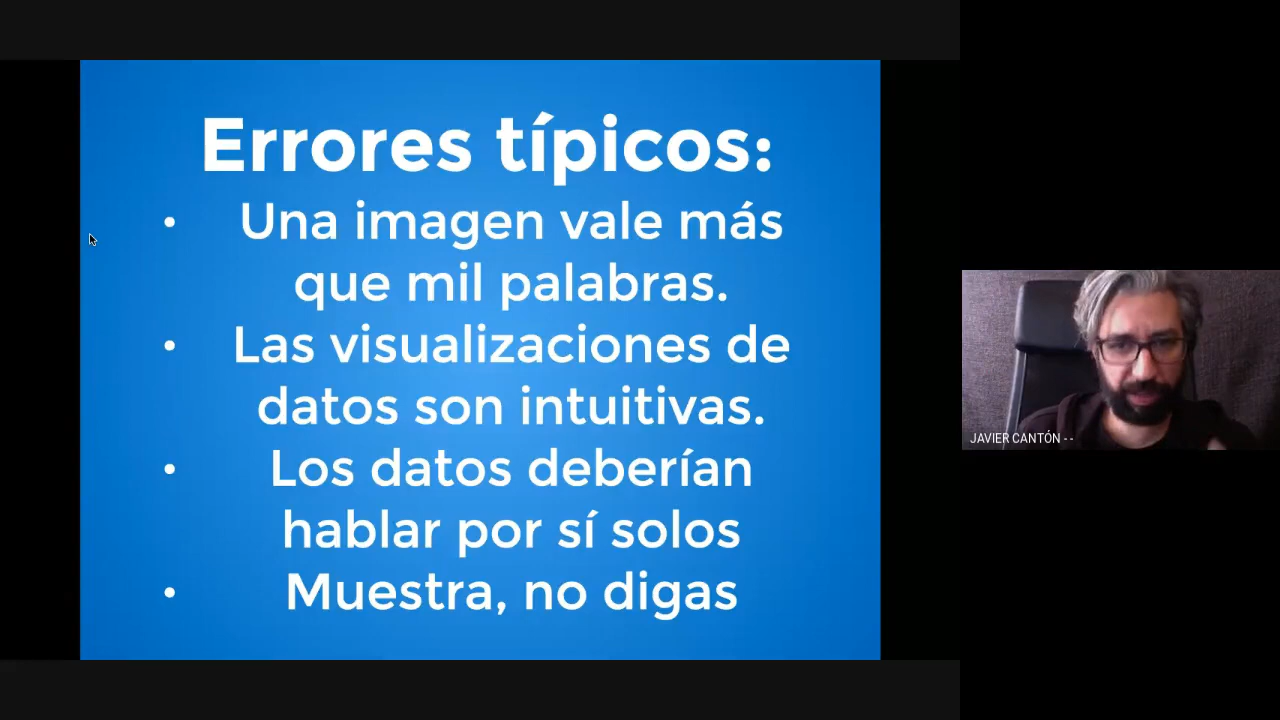 Errores típicos:
• Una imagen vale más
que mil palabras.
• Las visualizaciones de
datos son intuitivas.
• Los datos deberían
hablar por sí solos
• Muestra, no digas
JAVIER CANTÓN - -